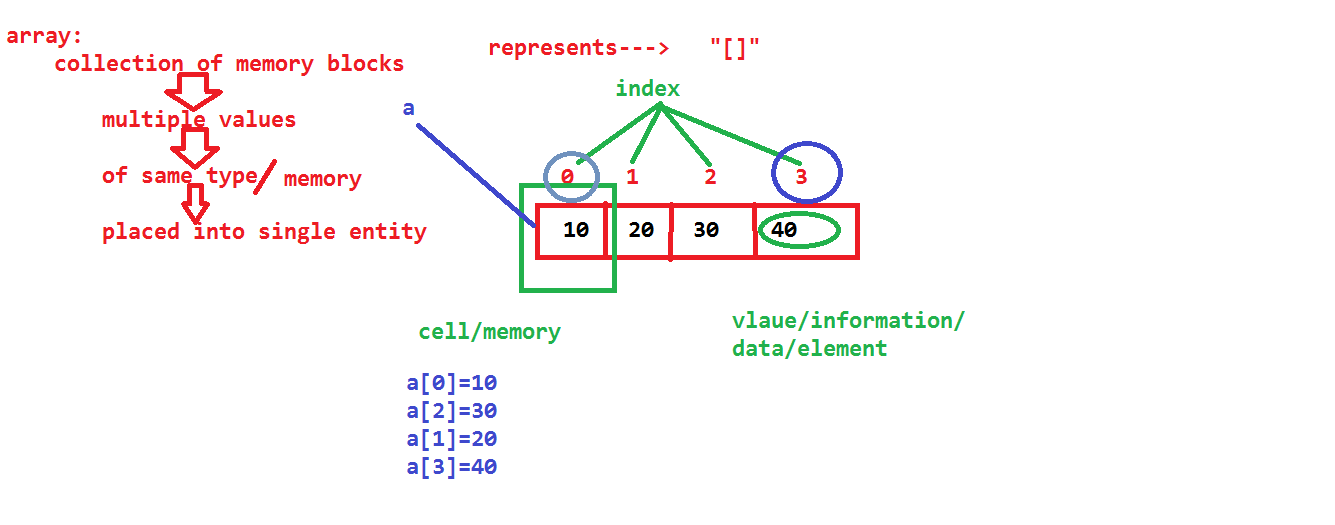 array:
collection of memory blocks
multiple values
of same type/ memory
placed into single entity
represents---> "[]"
index
a
0 1 2 3
10 20 30 40
cell/memory
vlaue/information/
data/element
a[0]=10
a[2]=30
a[1]=20
a[3]=40